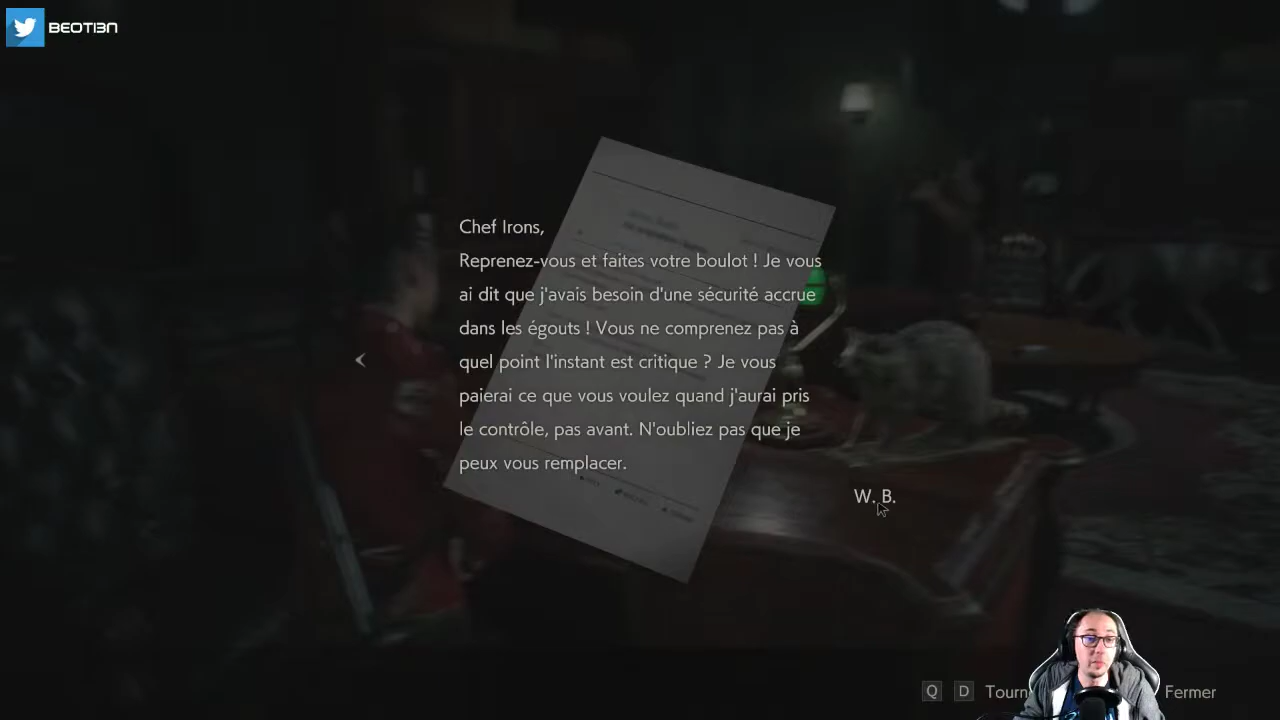 BEOTI3N
Chef Irons,
Reprenez-vous et faites votre boulot ! Je vous
ai dit que j'avais besoin d'une sécurité accrue
dans les égouts ! Vous ne comprenez pas à
quel point l'instant est critique ? Je vous
paierai ce que vous voulez quand j'aurai pris
le contrôle, pas avant. N'oubliez pas que je
peux vous remplacer.
W. B.
Q D Tourn
Fermer